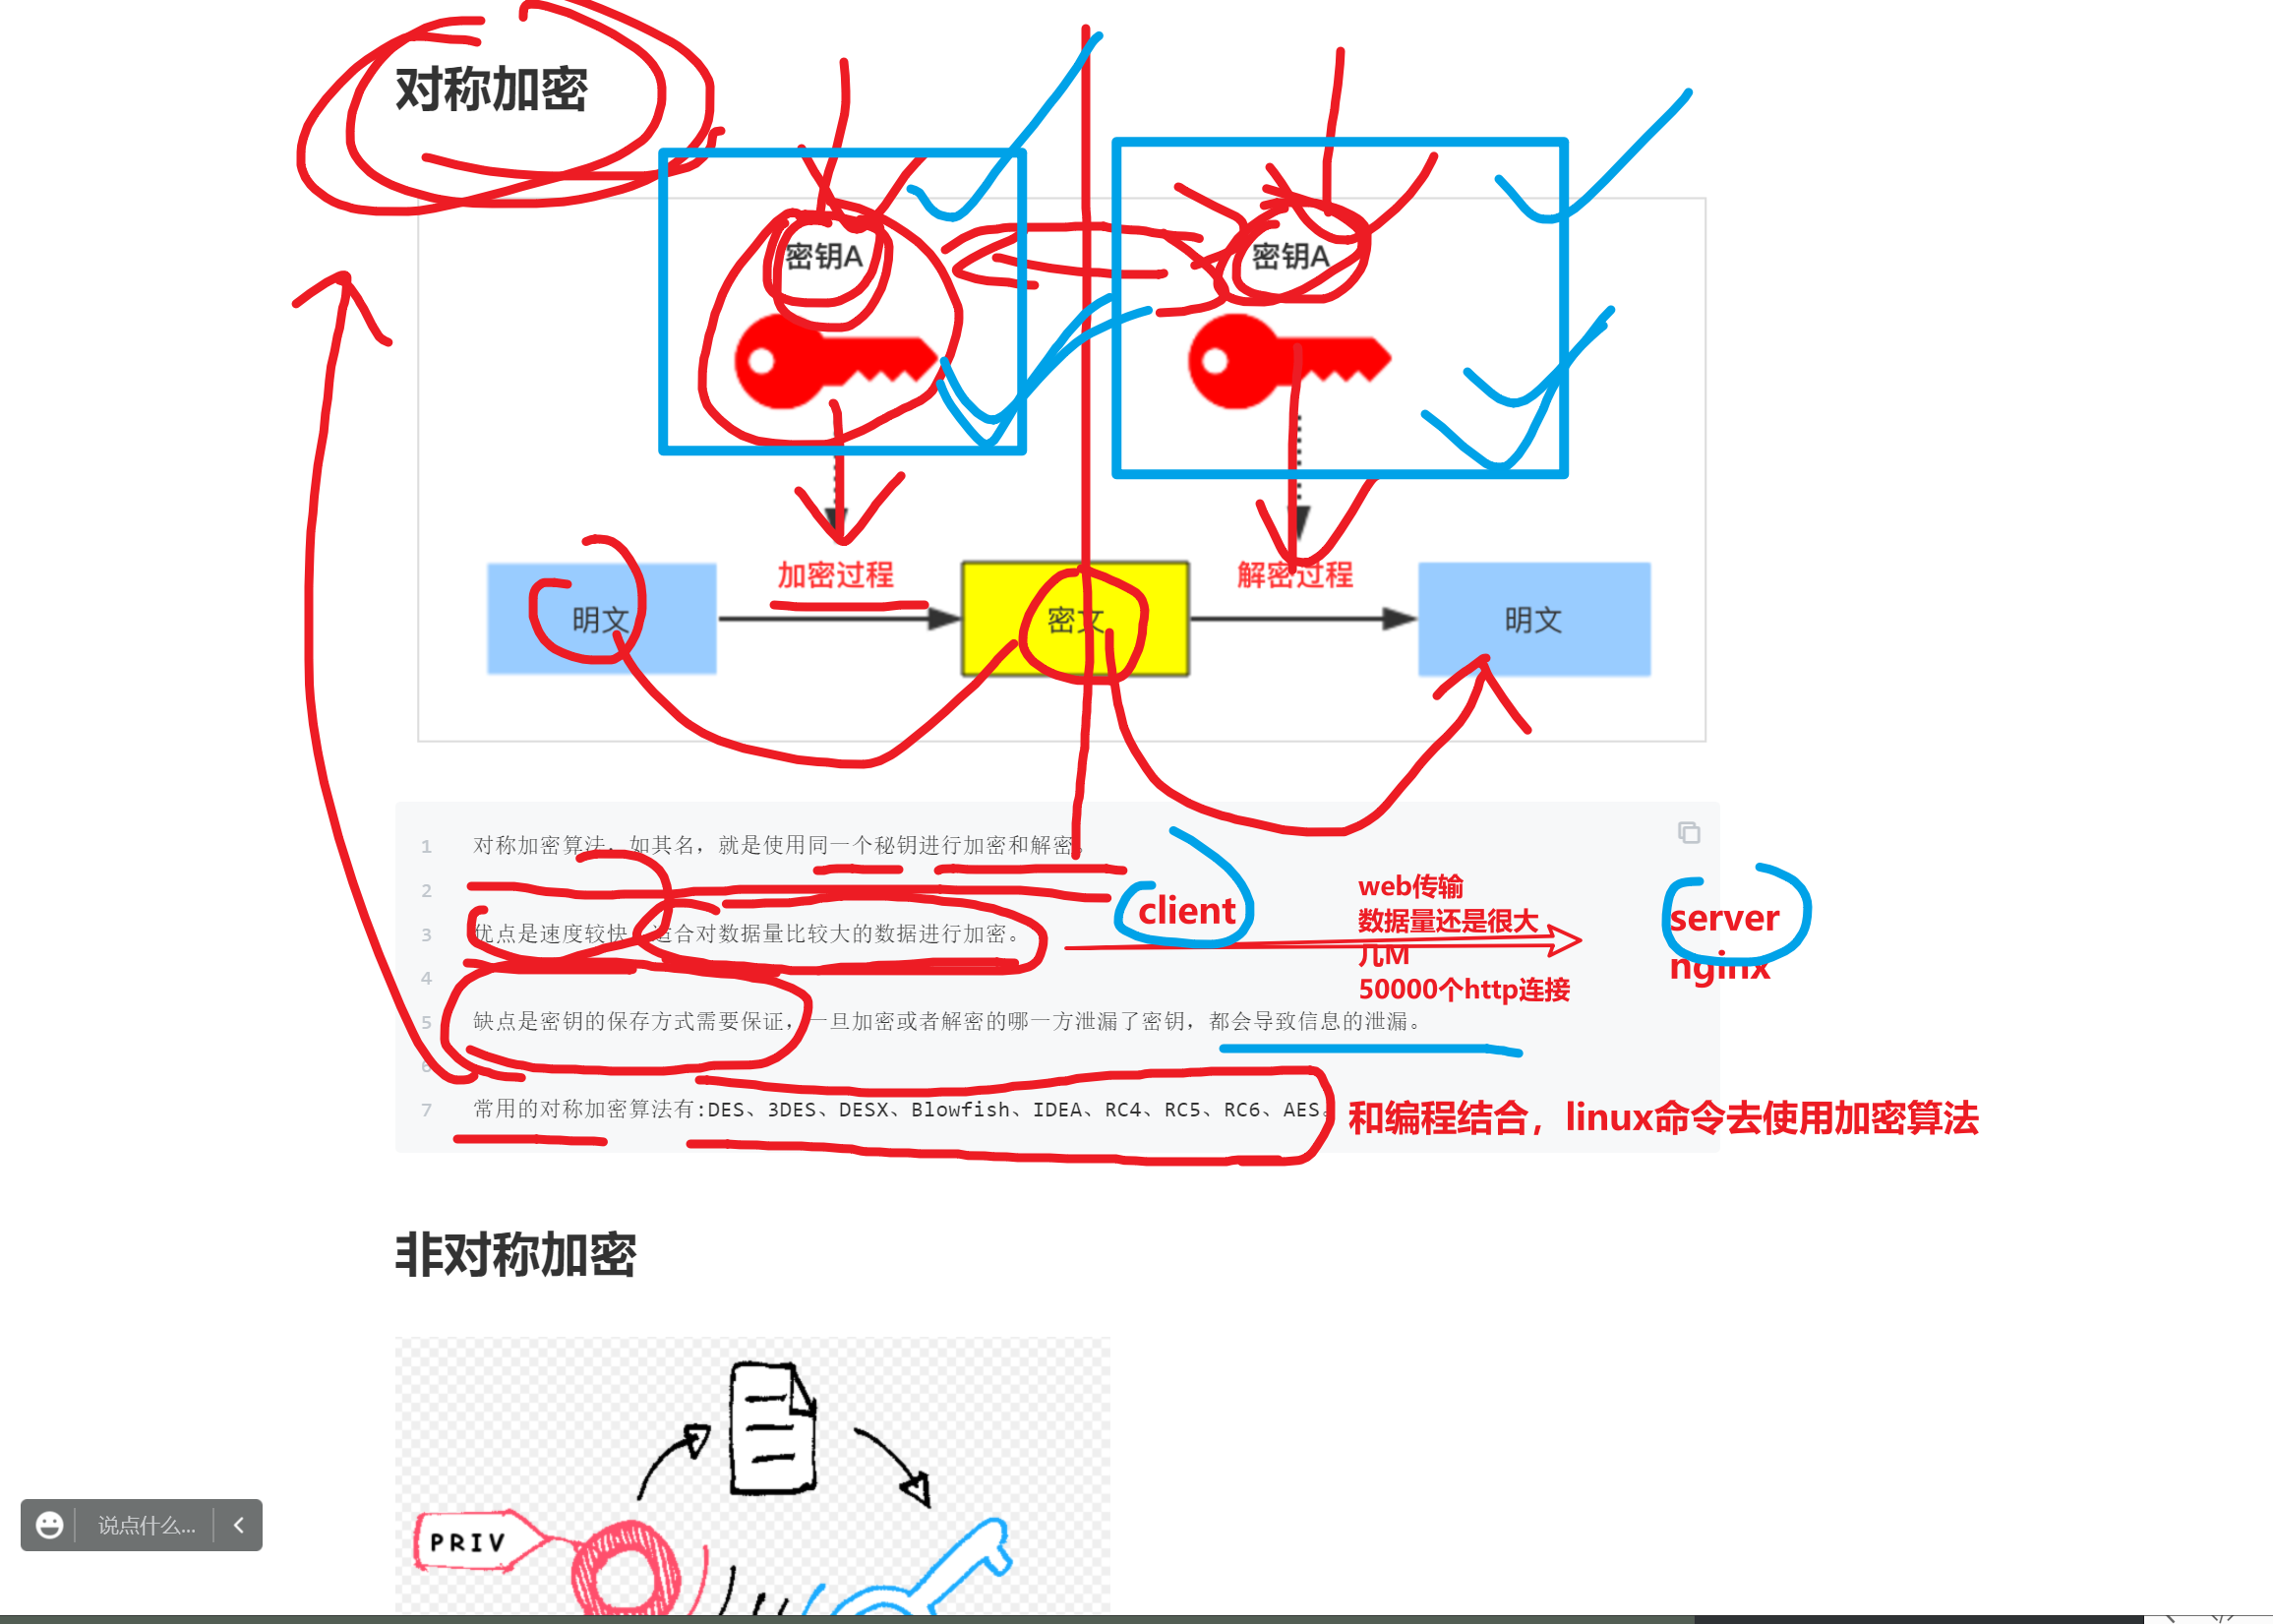 对称加密
密钥A
密钥A
加密过程
解密过程
明文
密文
明文
1 对称加密算法，如其名，就是使用同一个秘钥进行加密和解密。
2
3 优点是速度较快，适合对数据量比较大的数据进行加密。
4
5 缺点是密钥的保存方式需要保证，一旦加密或者解密的哪一方泄漏了密钥，都会导致信息的泄漏。
6
7 常用的对称加密算法有:DES、3DES、DESX、Blowfish、IDEA、RC4、RC5、RC6、AES。
client
web传输
数据量还是很大
几M
50000个http连接
server
nginx
和编程结合，linux命令去使用加密算法
非对称加密
PRIV
说点什么...